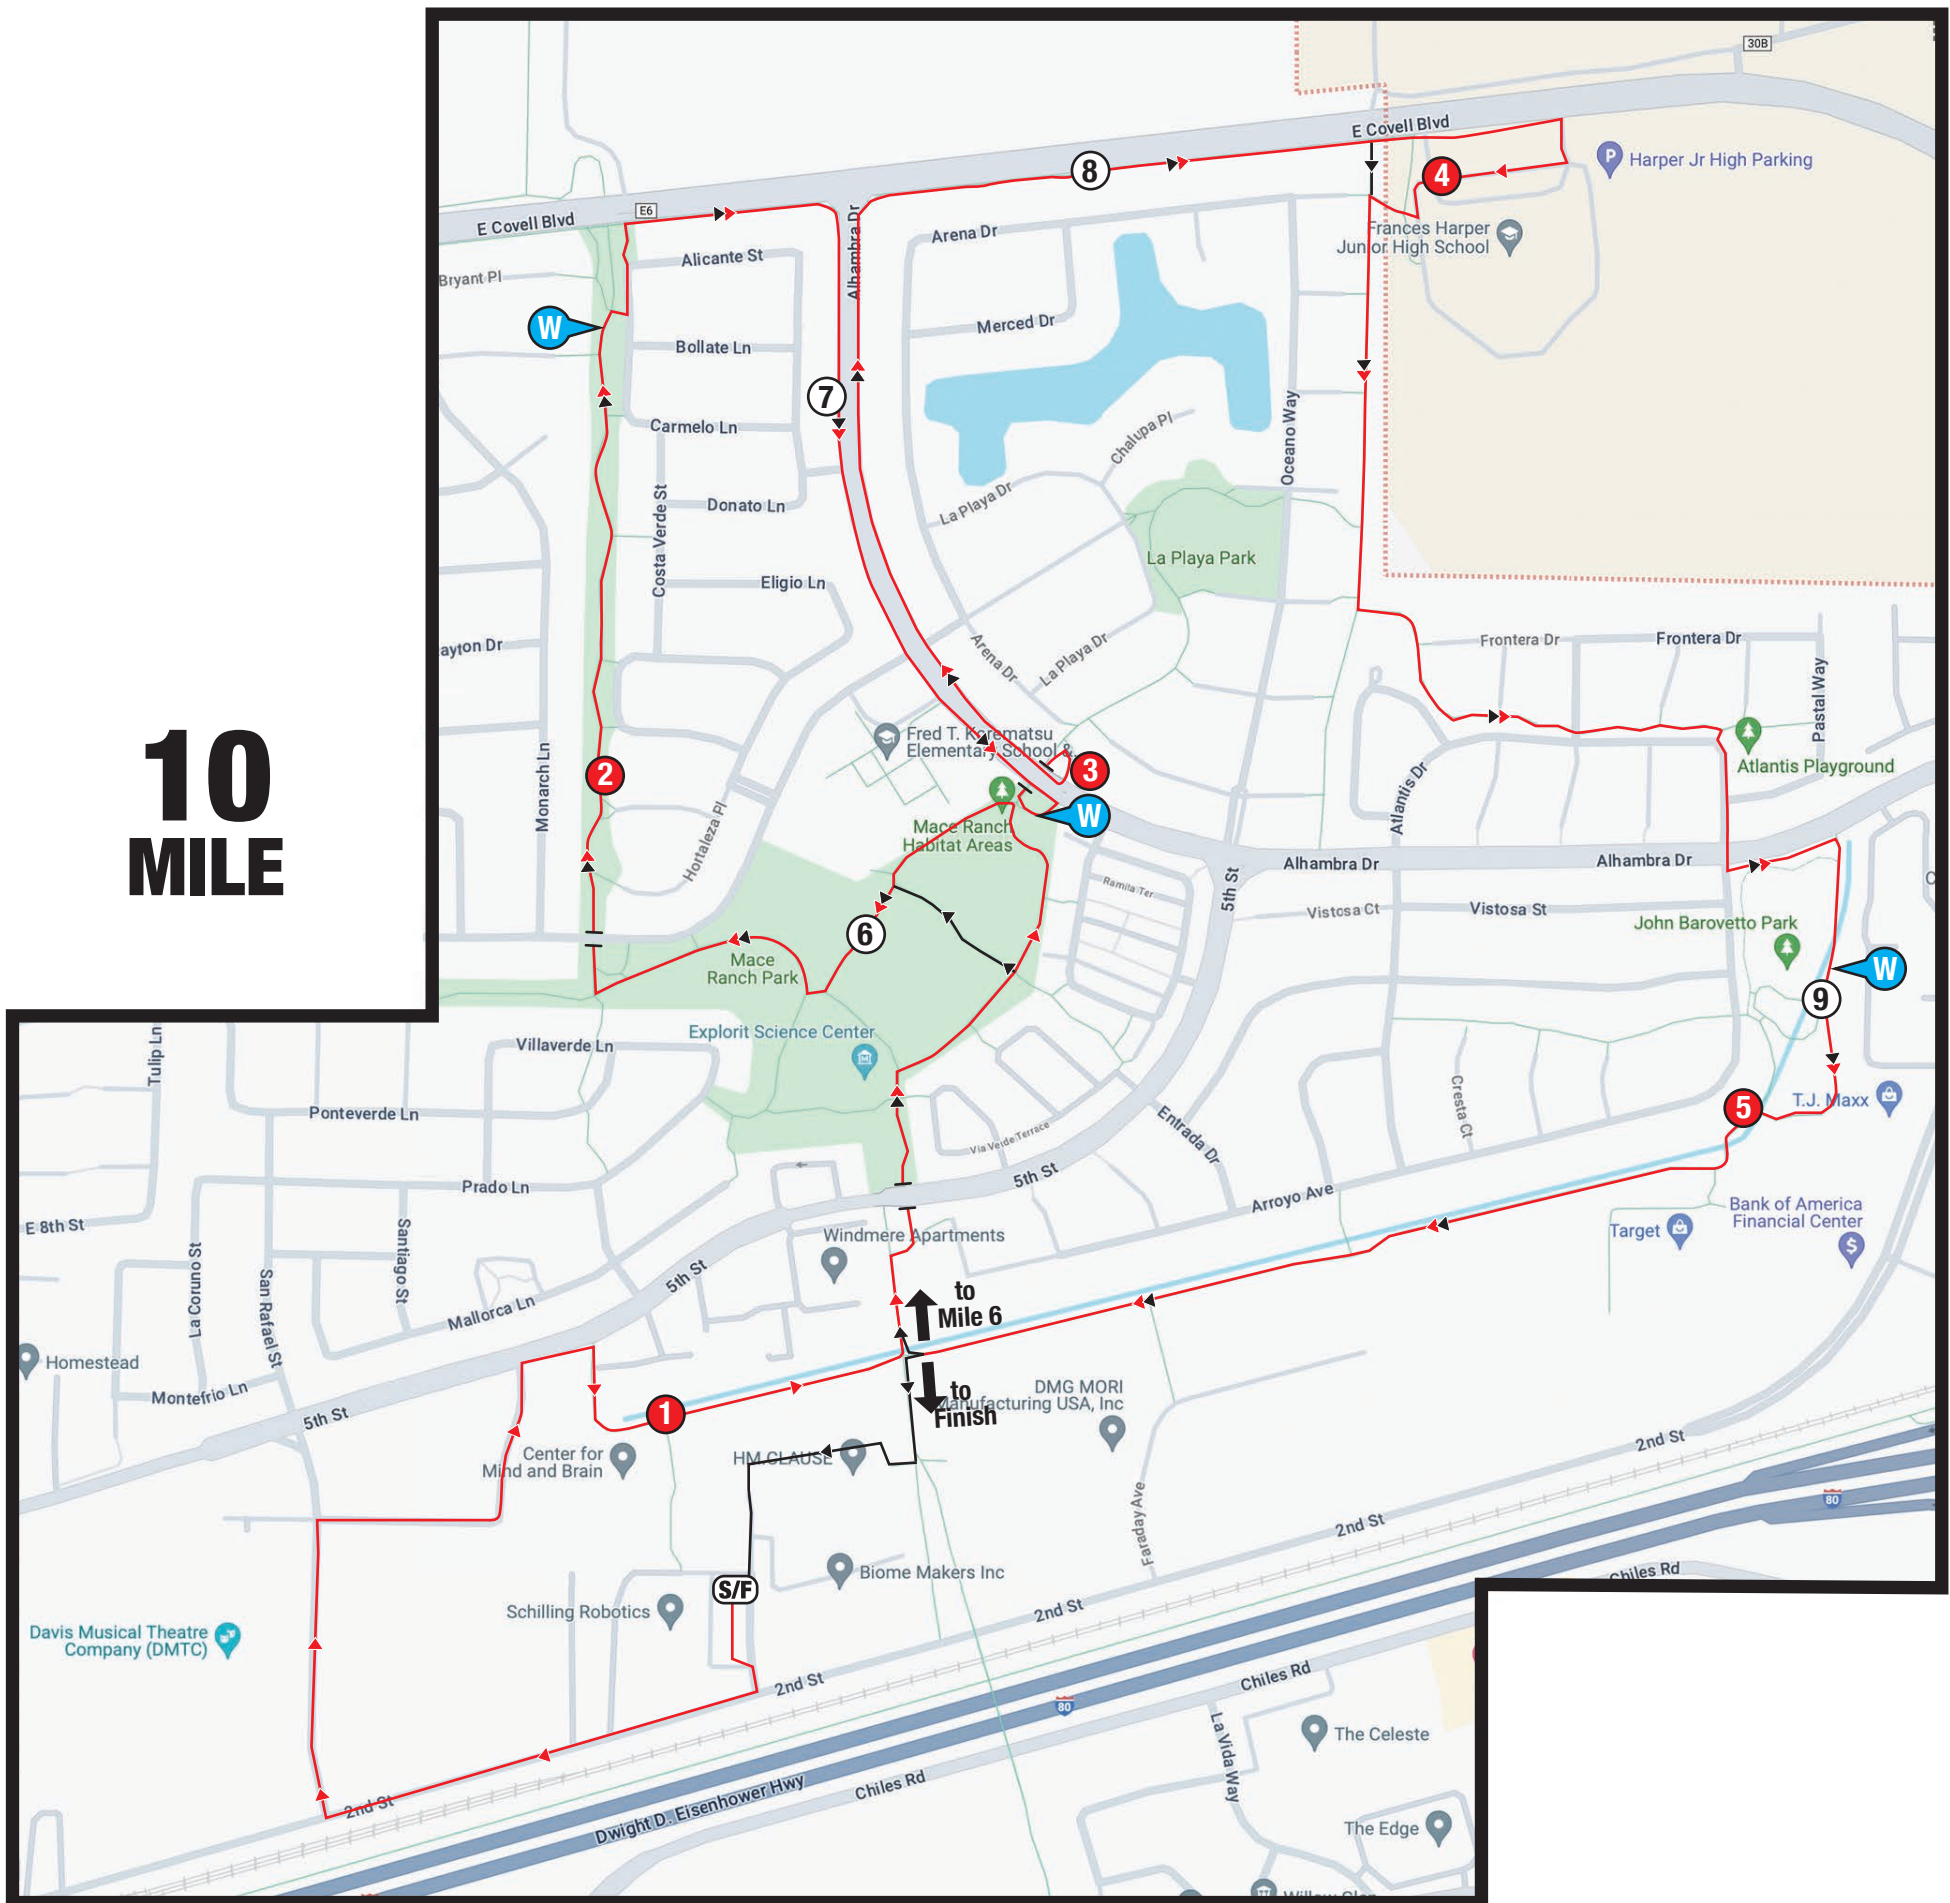 10
MILE
30B
E Covell Blvd
P
Harper Jr High Parking
8
4
E6
E Covell Blvd
Alhambra Dr
Arena Dr
Frances Harper
Junior High School
Alicante St
Bryant Pl
W
Merced Dr
Bollate Ln
7
Carmelo Ln
Chalupa Pl
Oceano Way
La Playa Dr
Costa Verde St
Donato Ln
La Playa Park
Eligio Ln
ayton Dr
Arena Dr
La Playa Dr
Frontera Dr
Frontera Dr
Pastal Way
Fred T. Korematsu
Elementary School &
3
2
Monarch Ln
Atlantis Playground
Atlantis Dr
W
Mace Ranch
Habitat Areas
Hortaleza Pl
Alhambra Dr
Alhambra Dr
Ramila Ter
5th St
Vistosa Ct
Vistosa St
John Barovetto Park
6
Mace
Ranch Park
W
9
Explorit Science Center
Villaverde Ln
Tulip Ln
Ponteverde Ln
Cresta Ct
T.J. Maxx
5
Via Verde Terrace
Entrada Dr
5th St
Prado Ln
Arroyo Ave
Bank of America
Financial Center
$
Target
E 8th St
Santiago St
Windmere Apartments
La Coruno St
San Rafael St
5th St
Mallorca Ln
to
Mile 6
Homestead
Montefrio Ln
to
Finish
DMG MORI
Manufacturing USA, Inc
1
5th St
Center for
Mind and Brain
HM.CLAUSE
2nd St
80
Faraday Ave
2nd St
Biome Makers Inc
Chiles Rd
S/F
Schilling Robotics
2nd St
Davis Musical Theatre
Company (DMTC)
2nd St
Chiles Rd
80
La Vida Way
The Celeste
2nd St
Chiles Rd
Dwight D. Eisenhower Hwy
The Edge
Willow Glen